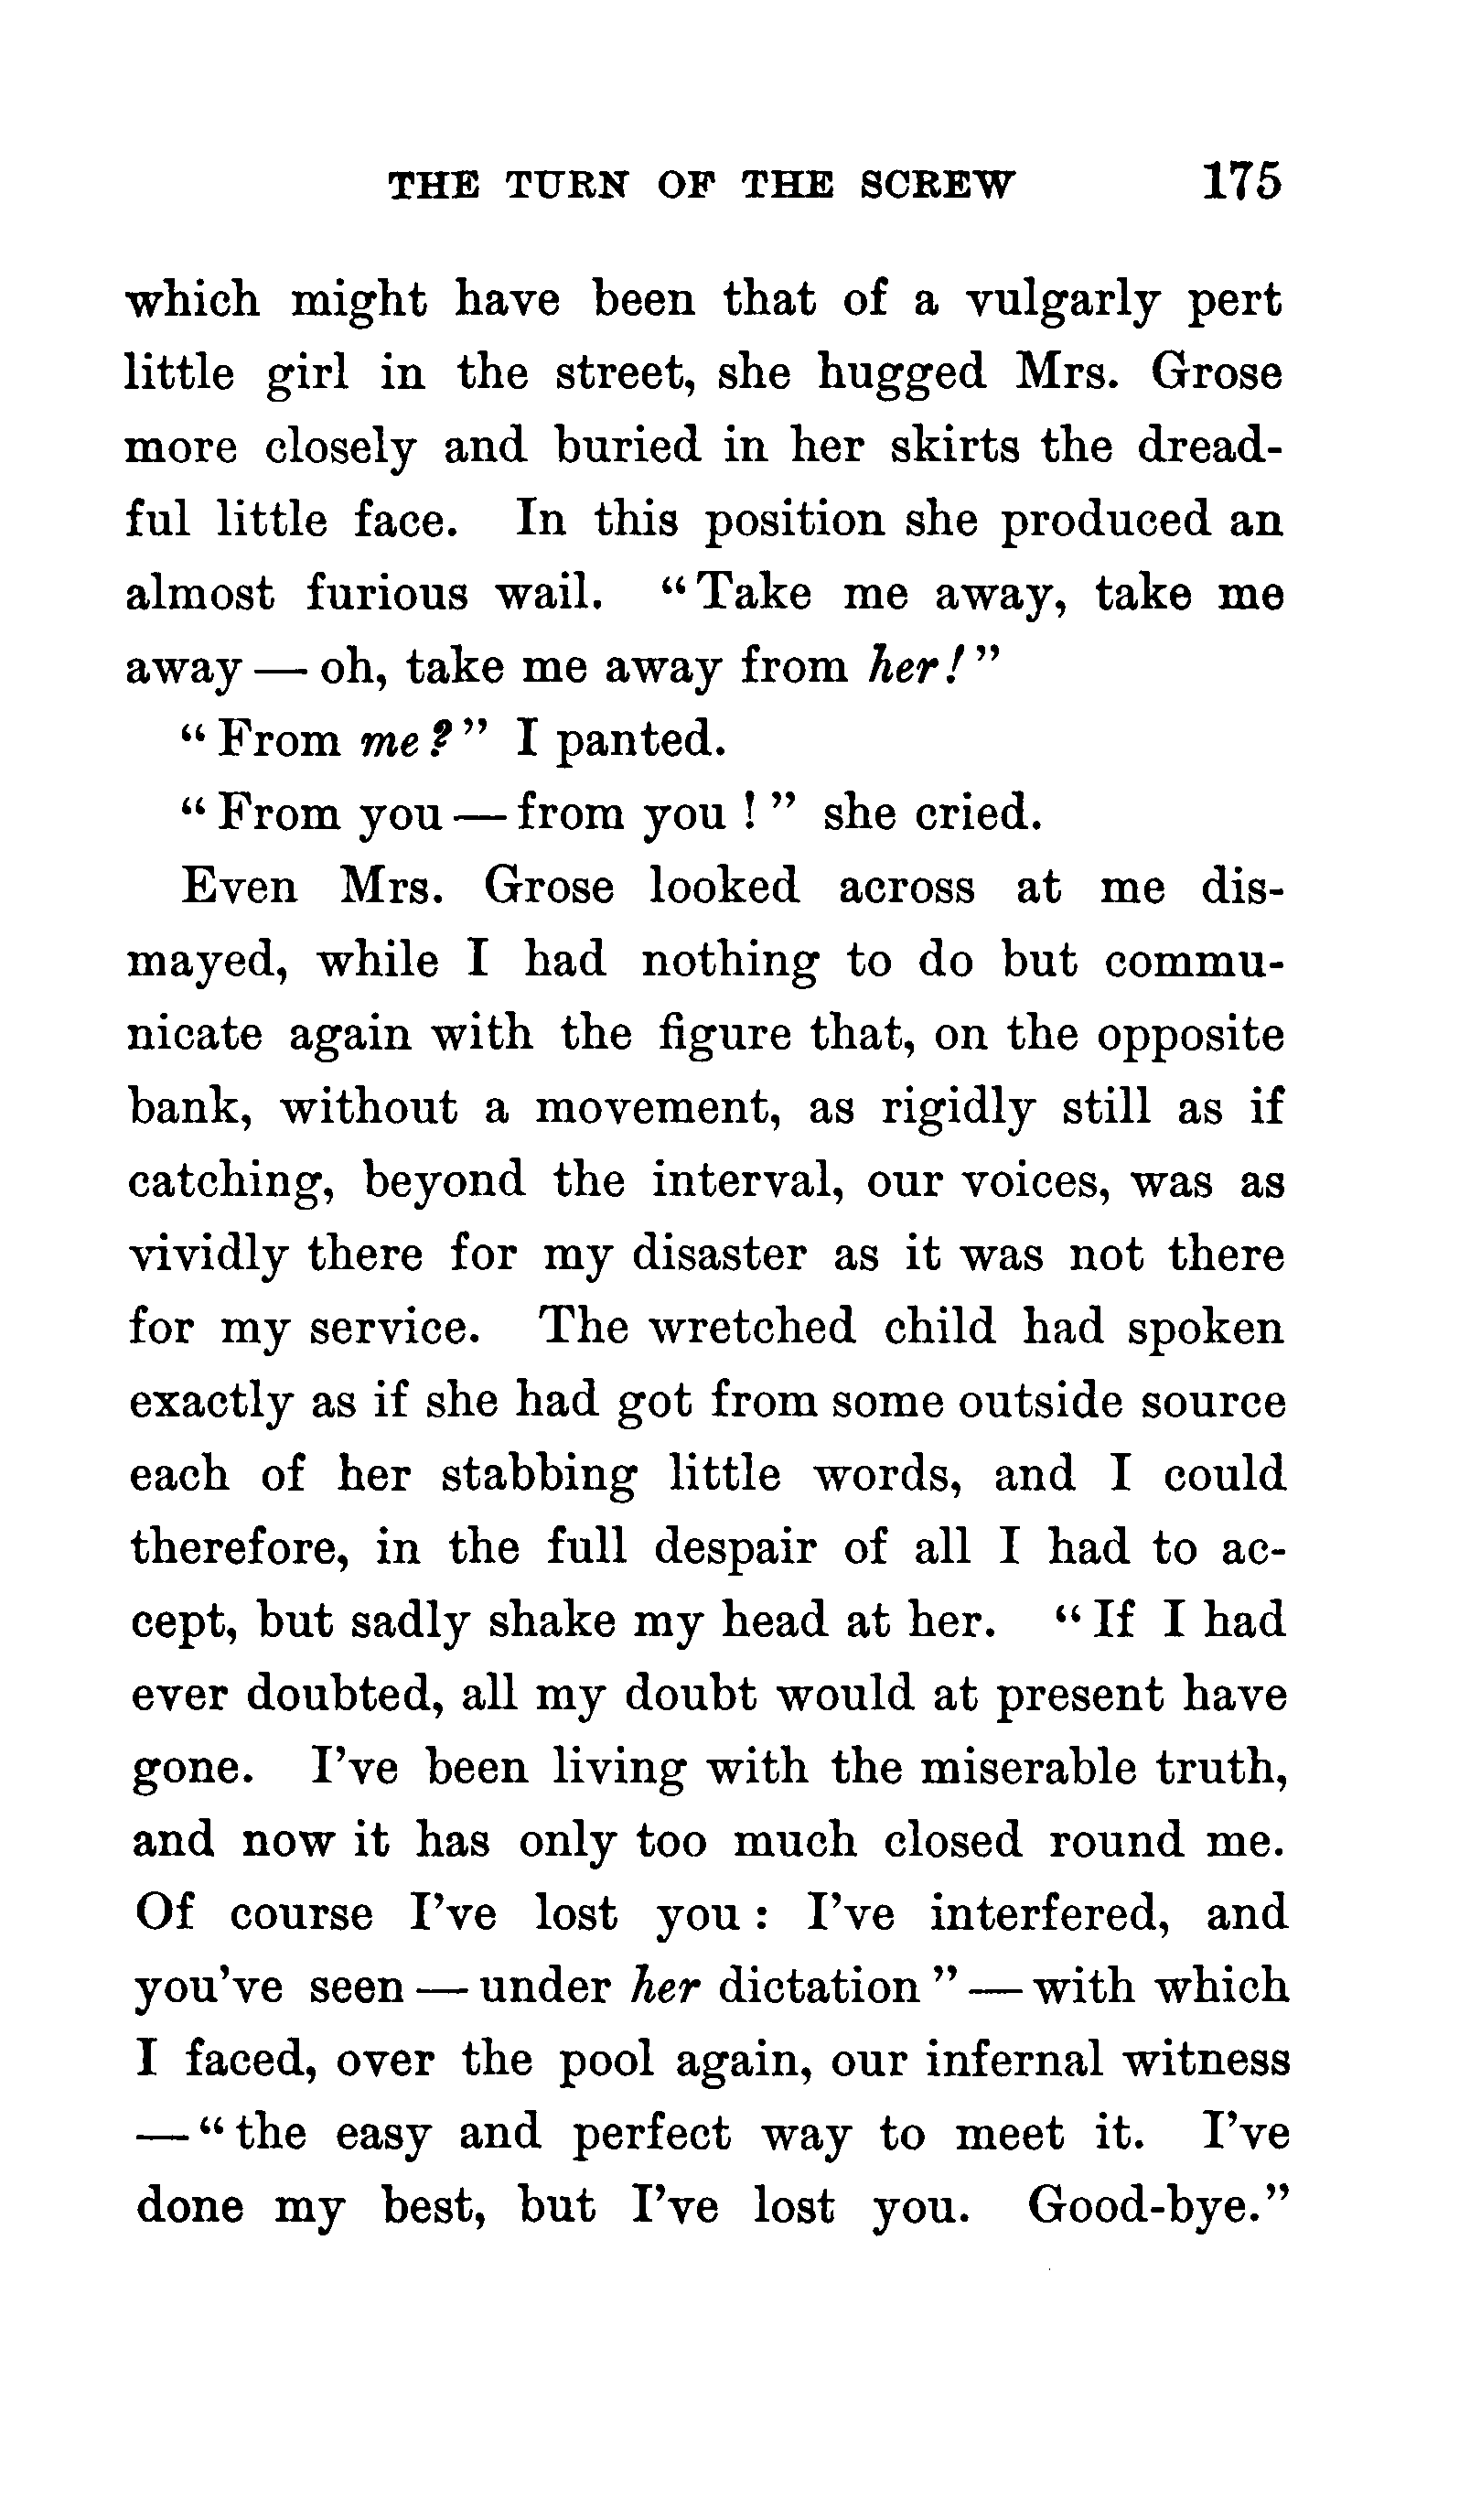 THE TURN OF THE SCREW 175
which might have been that of a vulgarly pert
little girl in the street, she hugged Mrs. Grose
more closely and buried in her skirts the dread-
ful little face. In this position she produced an
almost furious wail. “Take me away, take me
away — oh, take me away from her!”
“From me?” I panted.
“From you — from you!” she cried.
Even Mrs. Grose looked across at me dis-
mayed, while I had nothing to do but commu-
nicate again with the figure that, on the opposite
bank, without a movement, as rigidly still as if
catching, beyond the interval, our voices, was as
vividly there for my disaster as it was not there
for my service. The wretched child had spoken
exactly as if she had got from some outside source
each of her stabbing little words, and I could
therefore, in the full despair of all I had to ac-
cept, but sadly shake my head at her. “If I had
ever doubted, all my doubt would at present have
gone. I’ve been living with the miserable truth,
and now it has only too much closed round me.
Of course I’ve lost you: I’ve interfered, and
you’ve seen — under her dictation” — with which
I faced, over the pool again, our infernal witness
— “the easy and perfect way to meet it. I’ve
done my best, but I’ve lost you. Good-bye.”